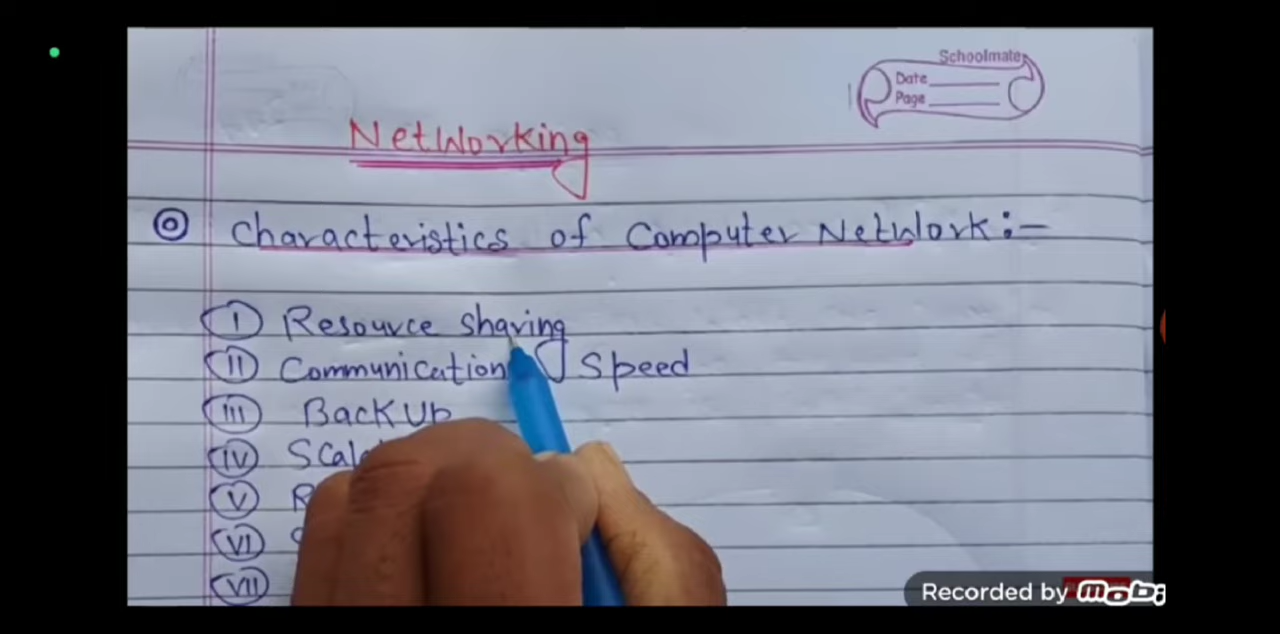 Schoolmate
Date
Page
NetWorking
Characteristics of Computer NetWork:-
I Resource sharing
II Communication Speed
III BackUp
IV
V
VI
VII
Recorded by mobi